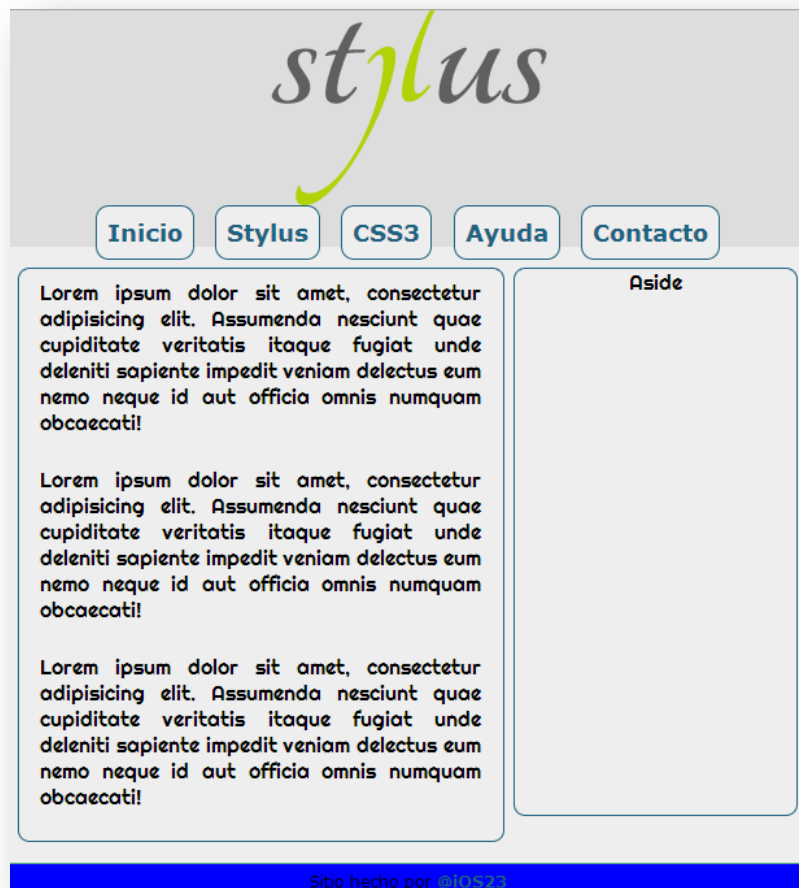 stylus
Inicio Stylus CSS3 Ayuda Contacto
Lorem ipsum dolor sit amet, consectetur
adipisicing elit. Assumenda nesciunt quae
cupiditate veritatis itaque fugiat unde
deleniti sapiente impedit veniam delectus eum
nemo neque id aut officia omnis numquam
obcaecati!
Lorem ipsum dolor sit amet, consectetur
adipisicing elit. Assumenda nesciunt quae
cupiditate veritatis itaque fugiat unde
deleniti sapiente impedit veniam delectus eum
nemo neque id aut officia omnis numquam
obcaecati!
Lorem ipsum dolor sit amet, consectetur
adipisicing elit. Assumenda nesciunt quae
cupiditate veritatis itaque fugiat unde
deleniti sapiente impedit veniam delectus eum
nemo neque id aut officia omnis numquam
obcaecati!
Aside
Sitio hecho por @iOS23